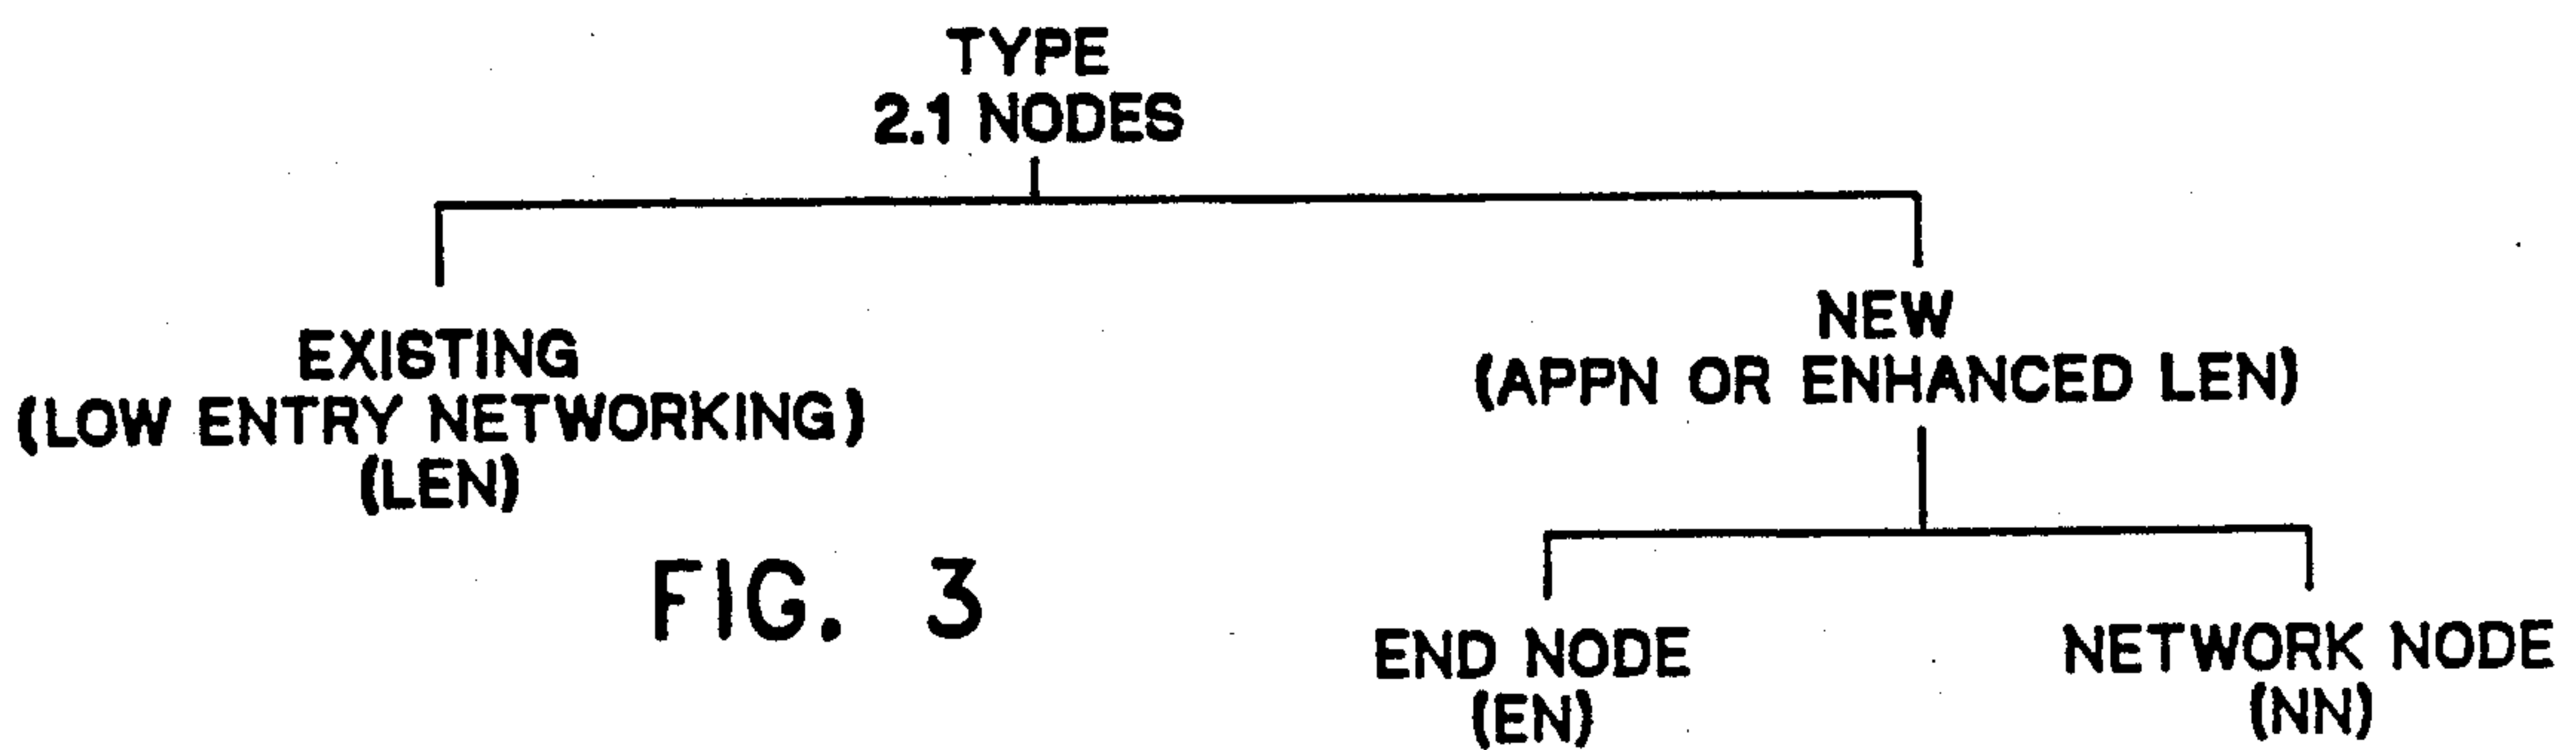 TYPE
2.1 NODES
EXISTING
(LOW ENTRY NETWORKING)
(LEN)
NEW
(APPN OR ENHANCED LEN)
END NODE
(EN)
NETWORK NODE
(NN)
FIG. 3